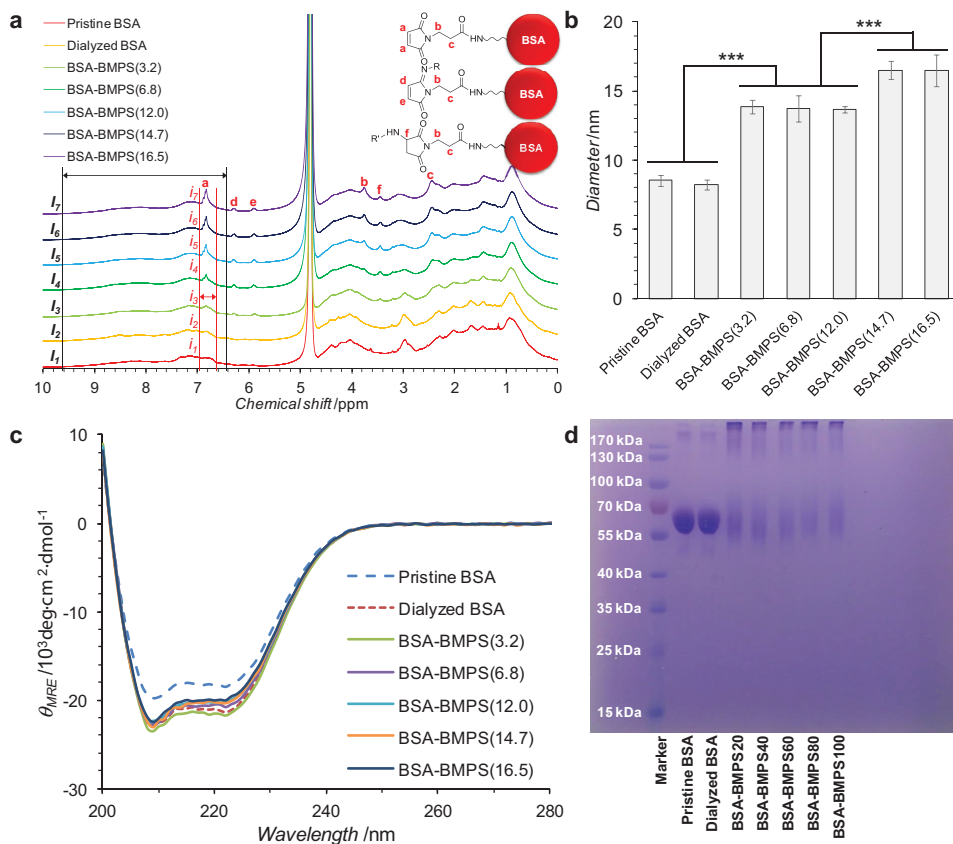 a
Pristine BSA
Dialyzed BSA
BSA-BMPS(3.2)
BSA-BMPS(6.8)
BSA-BMPS(12.0)
BSA-BMPS(14.7)
BSA-BMPS(16.5)
O
a
a
N
O
b
c
O
HN
BSA
O
N-R
d
e
N
O
b
c
O
HN
BSA
O
R'
HN
f
N
O
b
c
O
HN
BSA
I7
I6
I5
I4
I3
I2
I1
i7
i6
i5
i4
i3
i2
i1
a
d
e
b
f
c
10 9 8 7 6 5 4 3 2 1 0
Chemical shift /ppm
b
Diameter/nm
20
15
10
5
0
***
***
Pristine BSA
Dialyzed BSA
BSA-BMPS(3.2)
BSA-BMPS(6.8)
BSA-BMPS(12.0)
BSA-BMPS(14.7)
BSA-BMPS(16.5)
c
θMRE /10³deg·cm²·dmol⁻¹
10
0
-10
-20
-30
200 220 240 260 280
Wavelength /nm
Pristine BSA
Dialyzed BSA
BSA-BMPS(3.2)
BSA-BMPS(6.8)
BSA-BMPS(12.0)
BSA-BMPS(14.7)
BSA-BMPS(16.5)
d
170 kDa
130 kDa
100 kDa
70 kDa
55 kDa
40 kDa
35 kDa
25 kDa
15 kDa
Marker
Pristine BSA
Dialyzed BSA
BSA-BMPS20
BSA-BMPS40
BSA-BMPS60
BSA-BMPS80
BSA-BMPS100